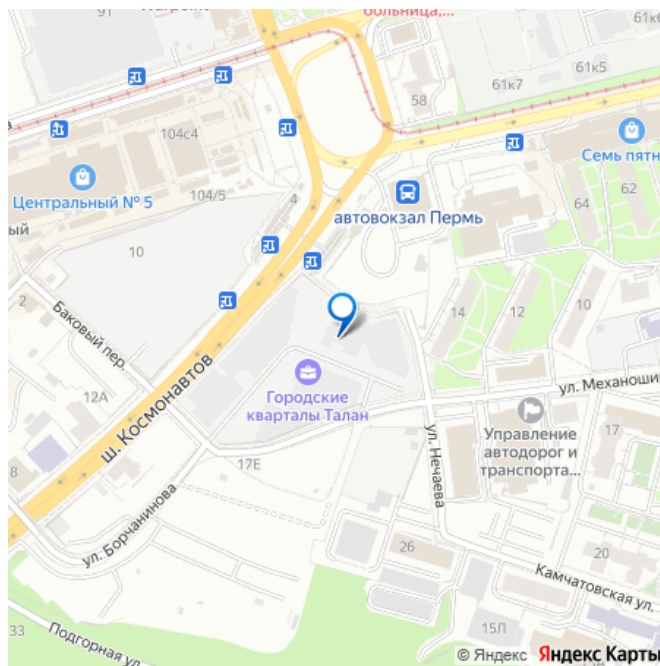 91
больница,...
61к6
61к5
61к7
58
104с4
Центральный № 5
104/5
4
Семь пятн
автовокзал Пермь
64
62
ный
10
2
14
12
10
Баковый пер.
ш. Космонавтов
12А
Городские
кварталы Талан
ул. Механоши
ул. Нечаева
Управление
автодорог и
транспорта...
17
8
17Е
ул. Борчанинова
26
20
Камчатовская ул.
33
Подгорная ул.
15Л
© Яндекс Яндекс Карты